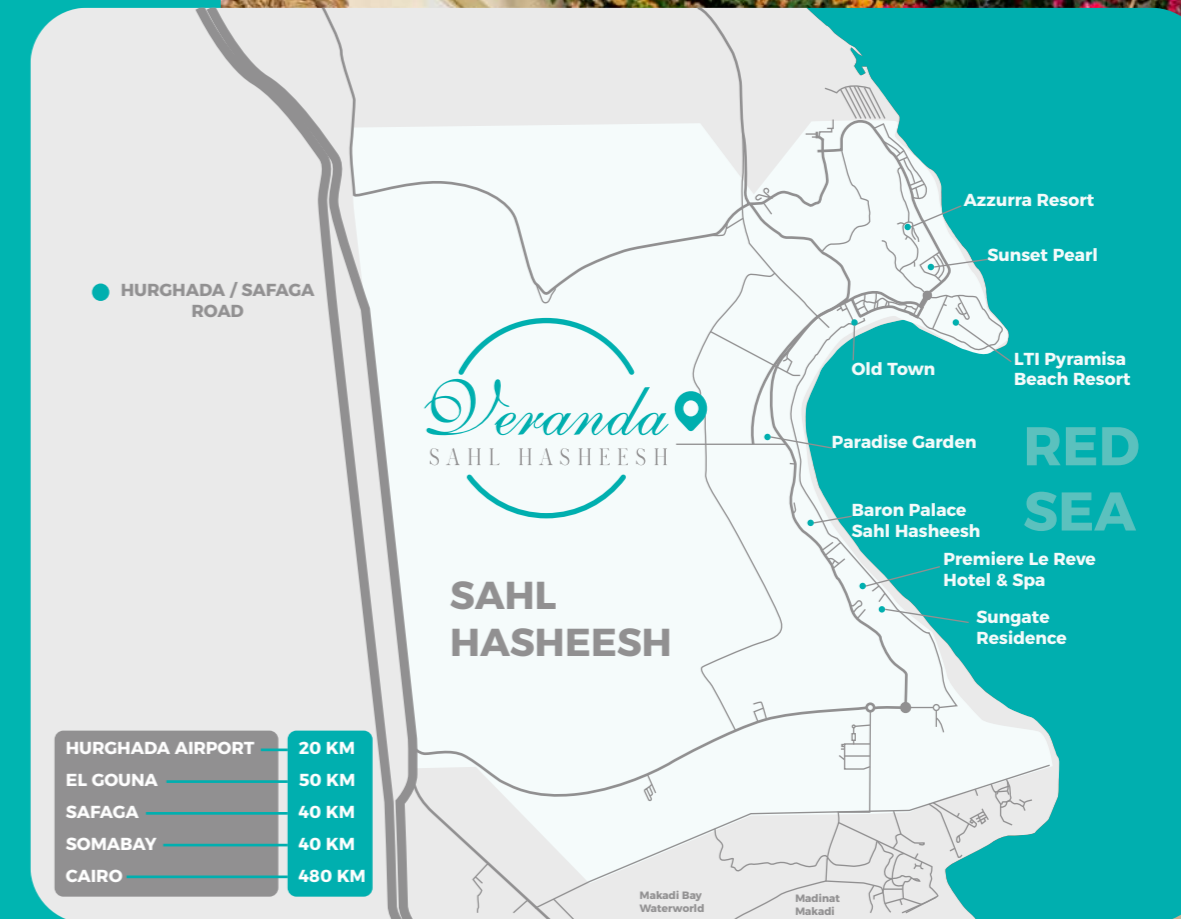 Azzurra Resort
Sunset Pearl
HURGHADA / SAFAGA
ROAD
LTI Pyramisa
Beach Resort
Old Town
Veranda
SAHL HASHEESH
Paradise Garden
RED
SEA
Baron Palace
Sahl Hasheesh
Premiere Le Reve
Hotel & Spa
SAHL
HASHEESH
Sungate
Residence
HURGHADA AIRPORT 20 KM
EL GOUNA 50 KM
SAFAGA 40 KM
SOMABAY 40 KM
CAIRO 480 KM
Makadi Bay
Waterworld
Madinat
Makadi